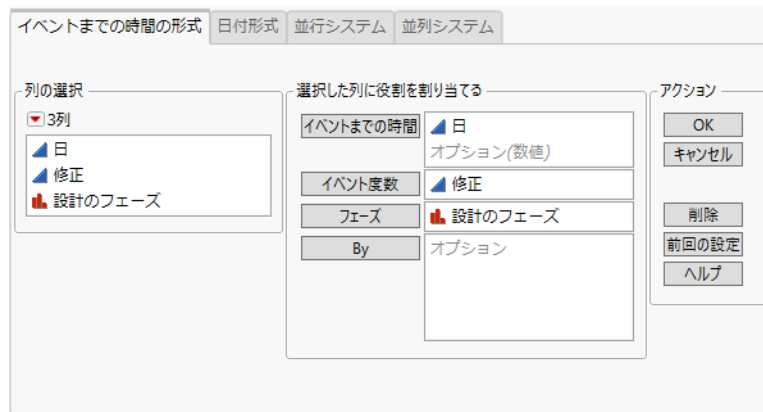 イベントまでの時間の形式 日付形式 並行システム 並列システム
列の選択
3列
日
修正
設計のフェーズ
選択した列に役割を割り当てる
イベントまでの時間 日
オプション(数値)
イベント度数 修正
フェーズ 設計のフェーズ
By オプション
アクション
OK
キャンセル
削除
前回の設定
ヘルプ